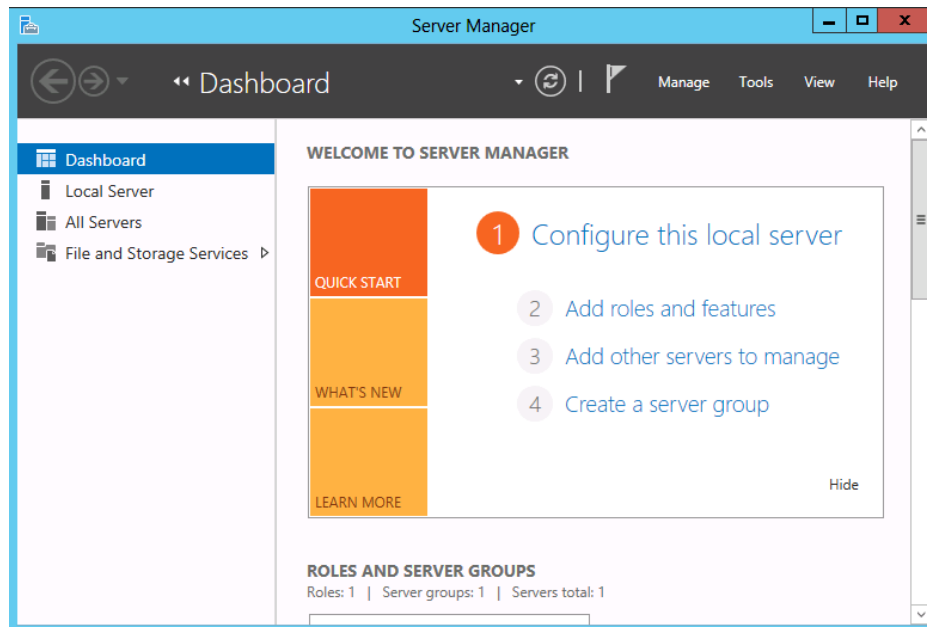 Server Manager
Dashboard
Manage Tools View Help
Dashboard
Local Server
All Servers
File and Storage Services
WELCOME TO SERVER MANAGER
QUICK START
WHAT'S NEW
LEARN MORE
1 Configure this local server
2 Add roles and features
3 Add other servers to manage
4 Create a server group
Hide
ROLES AND SERVER GROUPS
Roles: 1 | Server groups: 1 | Servers total: 1